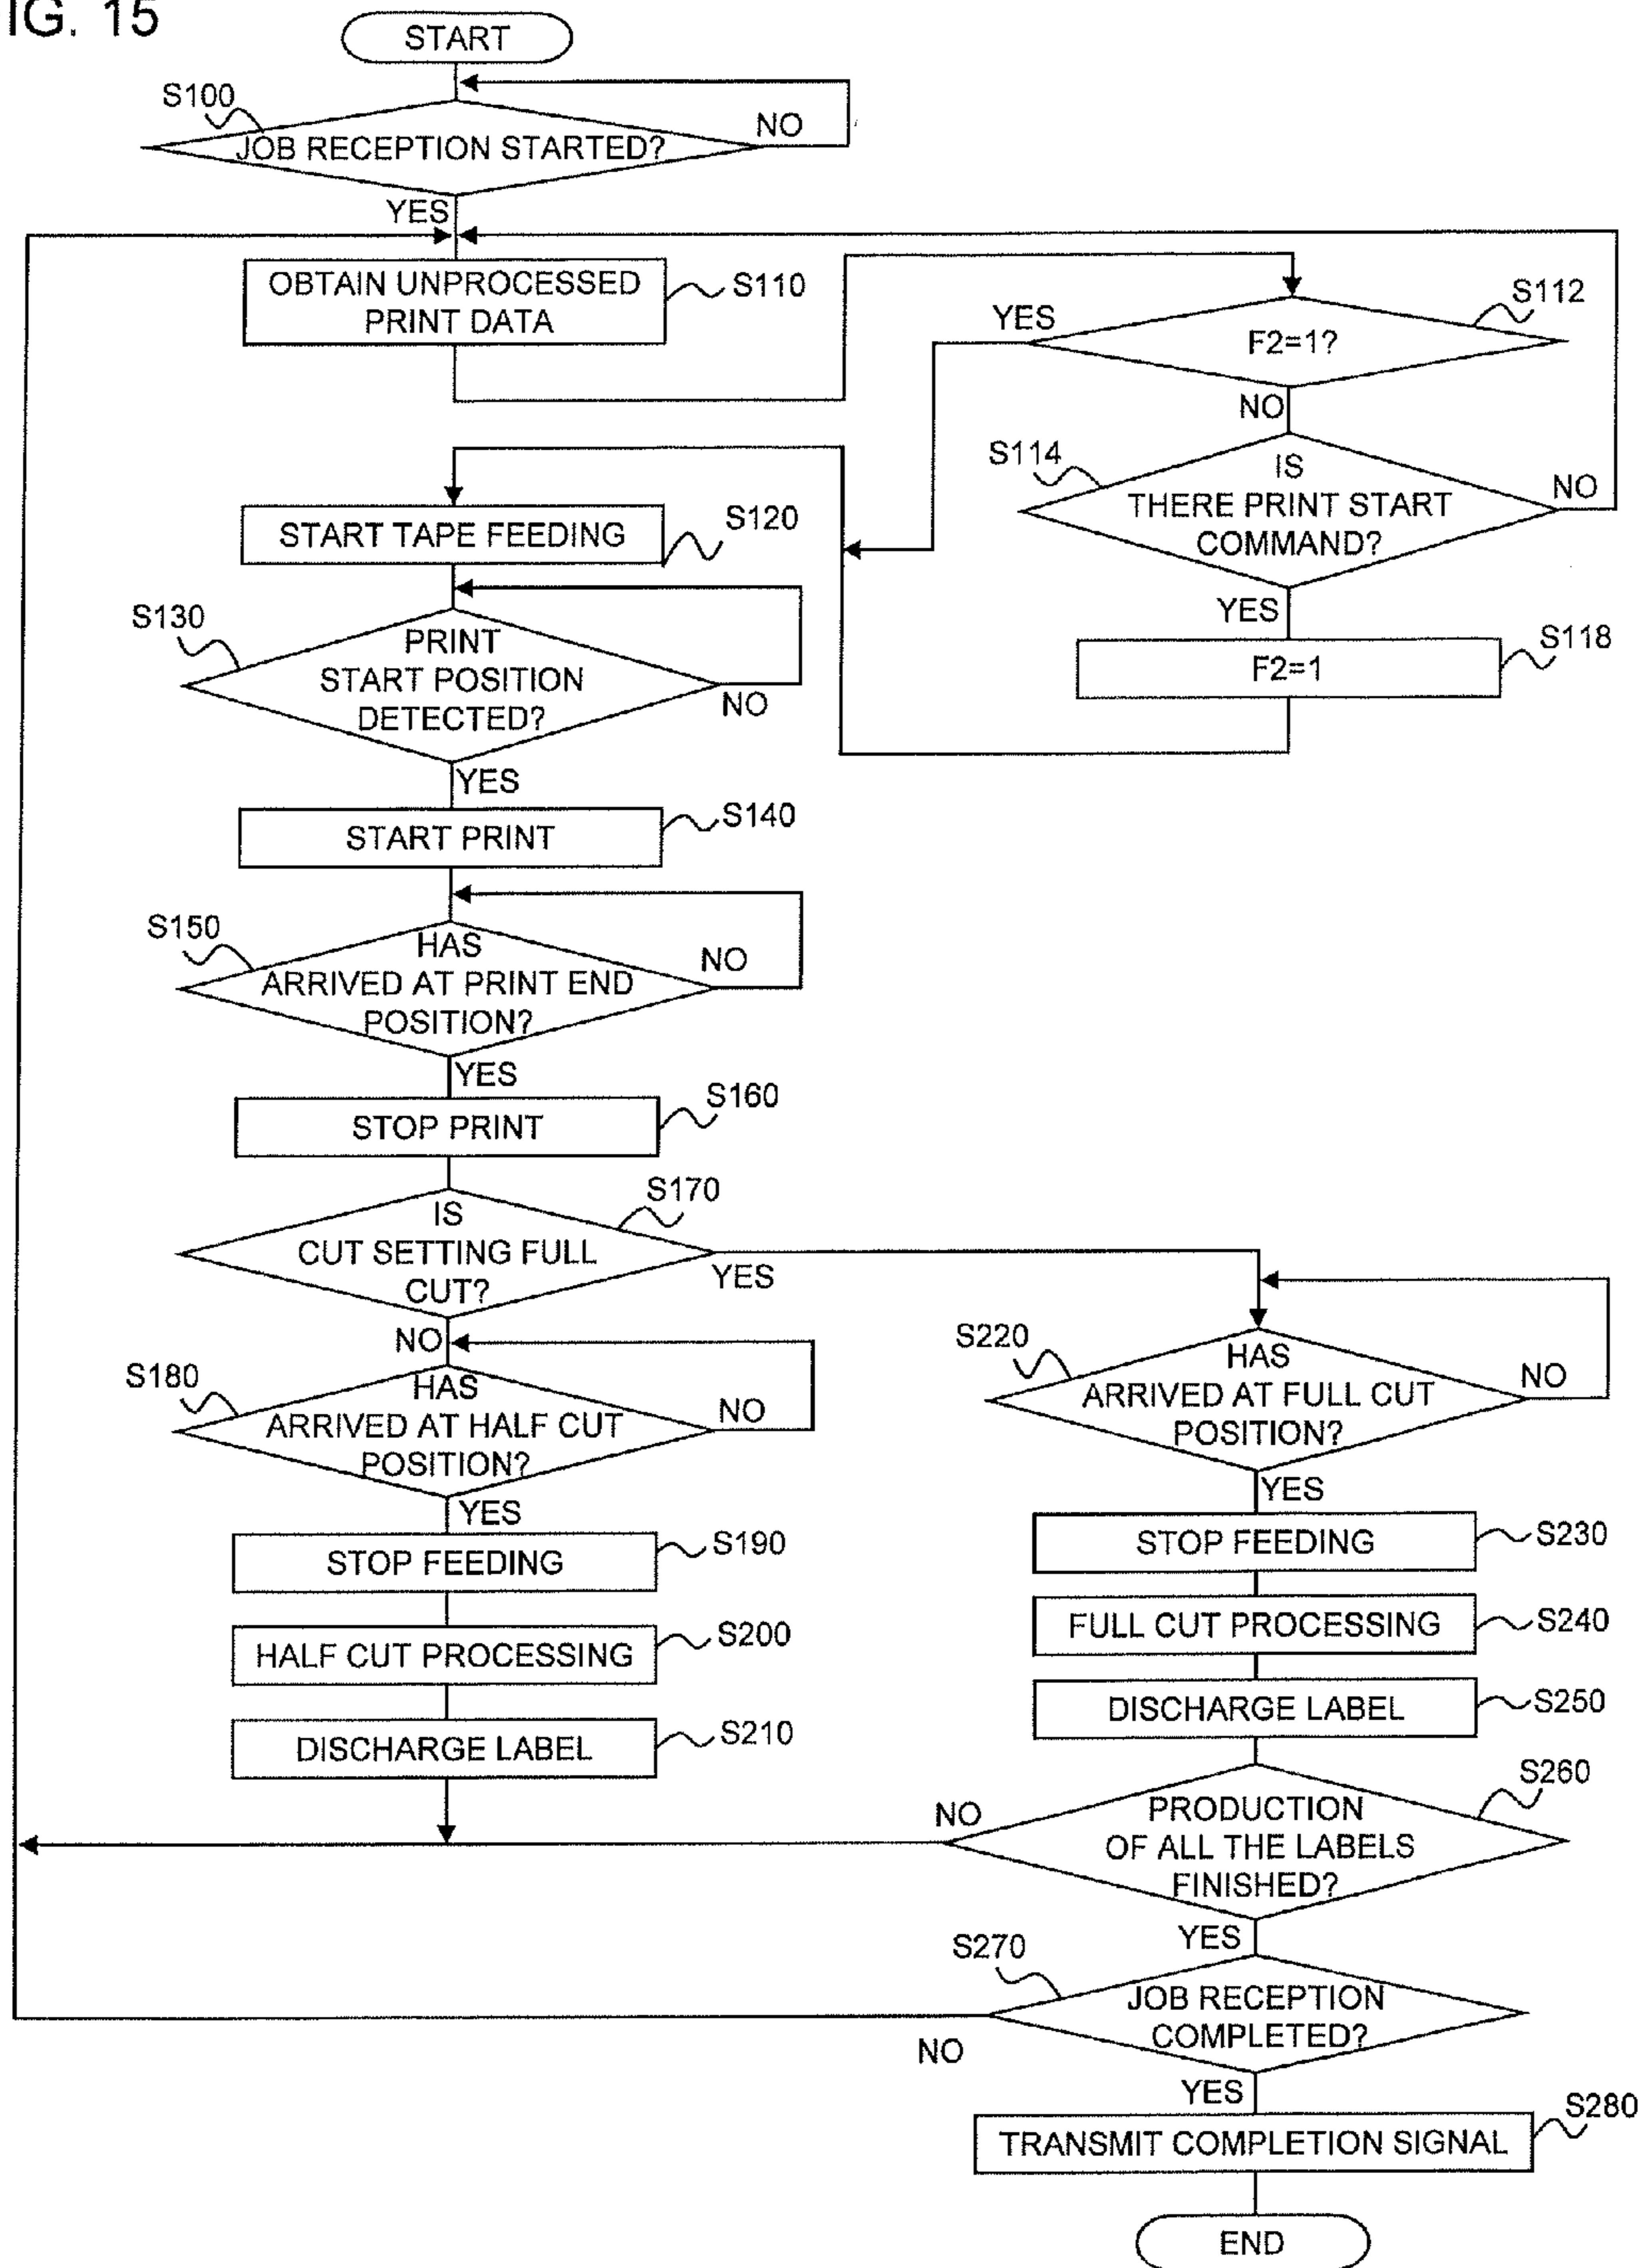 IG. 15
START
S100
JOB RECEPTION STARTED?
NO
YES
OBTAIN UNPROCESSED
PRINT DATA
S110
S112
YES
F2=1?
NO
S114
IS
THERE PRINT START
COMMAND?
NO
YES
S118
F2=1
START TAPE FEEDING
S120
S130
PRINT
START POSITION
DETECTED?
NO
YES
START PRINT
S140
S150
HAS
ARRIVED AT PRINT END
POSITION?
NO
YES
STOP PRINT
S160
S170
IS
CUT SETTING FULL
CUT?
YES
NO
S180
HAS
ARRIVED AT HALF CUT
POSITION?
NO
YES
STOP FEEDING
S190
HALF CUT PROCESSING
S200
DISCHARGE LABEL
S210
S220
HAS
ARRIVED AT FULL CUT
POSITION?
NO
YES
STOP FEEDING
S230
FULL CUT PROCESSING
S240
DISCHARGE LABEL
S250
S260
NO
PRODUCTION
OF ALL THE LABELS
FINISHED?
YES
S270
JOB RECEPTION
COMPLETED?
NO
YES
S280
TRANSMIT COMPLETION SIGNAL
END